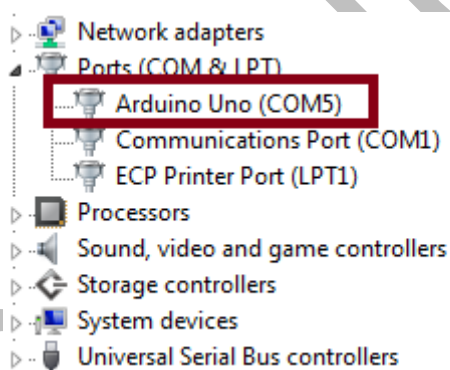 Network adapters
Ports (COM & LPT)
Arduino Uno (COM5)
Communications Port (COM1)
ECP Printer Port (LPT1)
Processors
Sound, video and game controllers
Storage controllers
System devices
Universal Serial Bus controllers